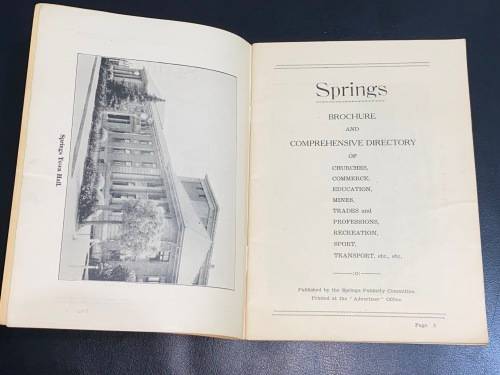 Springs Town Hall.
Springs
BROCHURE
AND
COMPREHENSIVE DIRECTORY
OF
CHURCHES,
COMMERCE,
EDUCATION,
MINES,
TRADES and
PROFESSIONS,
RECREATION,
SPORT,
TRANSPORT, etc., etc.
Published by the Springs Publicity Committee.
Printed at the "Advertiser" Office.
Page 3